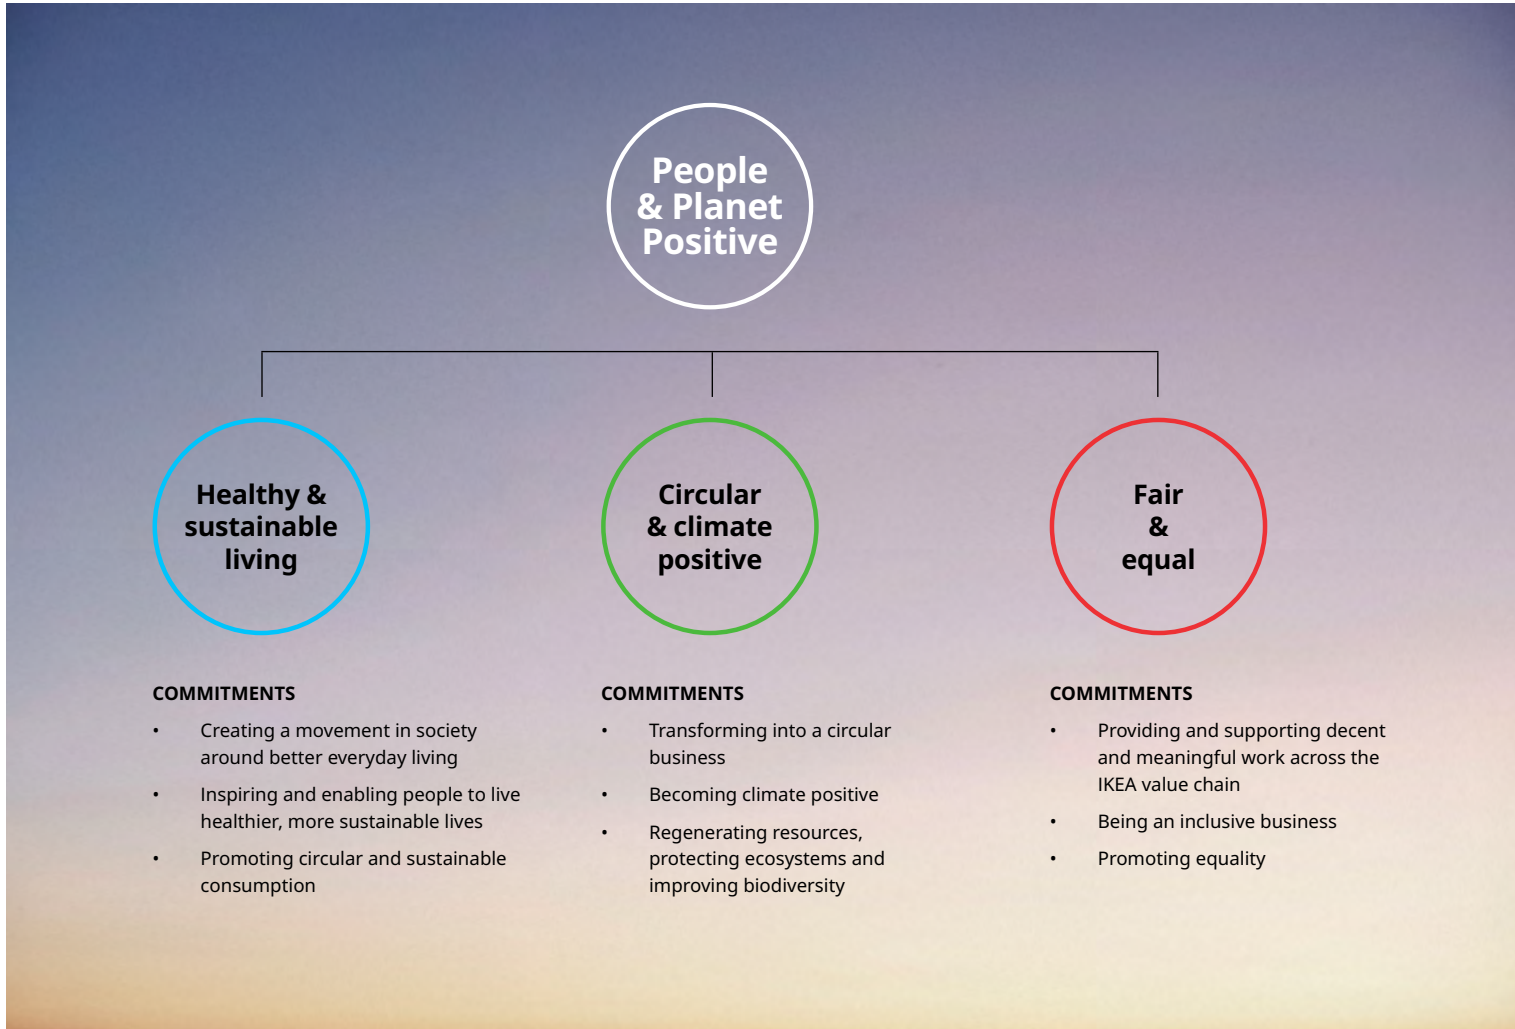 People
& Planet
Positive
Healthy &
sustainable
living
COMMITMENTS
• Creating a movement in society
around better everyday living
• Inspiring and enabling people to live
healthier, more sustainable lives
• Promoting circular and sustainable
consumption
Circular
& climate
positive
COMMITMENTS
• Transforming into a circular
business
• Becoming climate positive
• Regenerating resources,
protecting ecosystems and
improving biodiversity
Fair
&
equal
COMMITMENTS
• Providing and supporting decent
and meaningful work across the
IKEA value chain
• Being an inclusive business
• Promoting equality